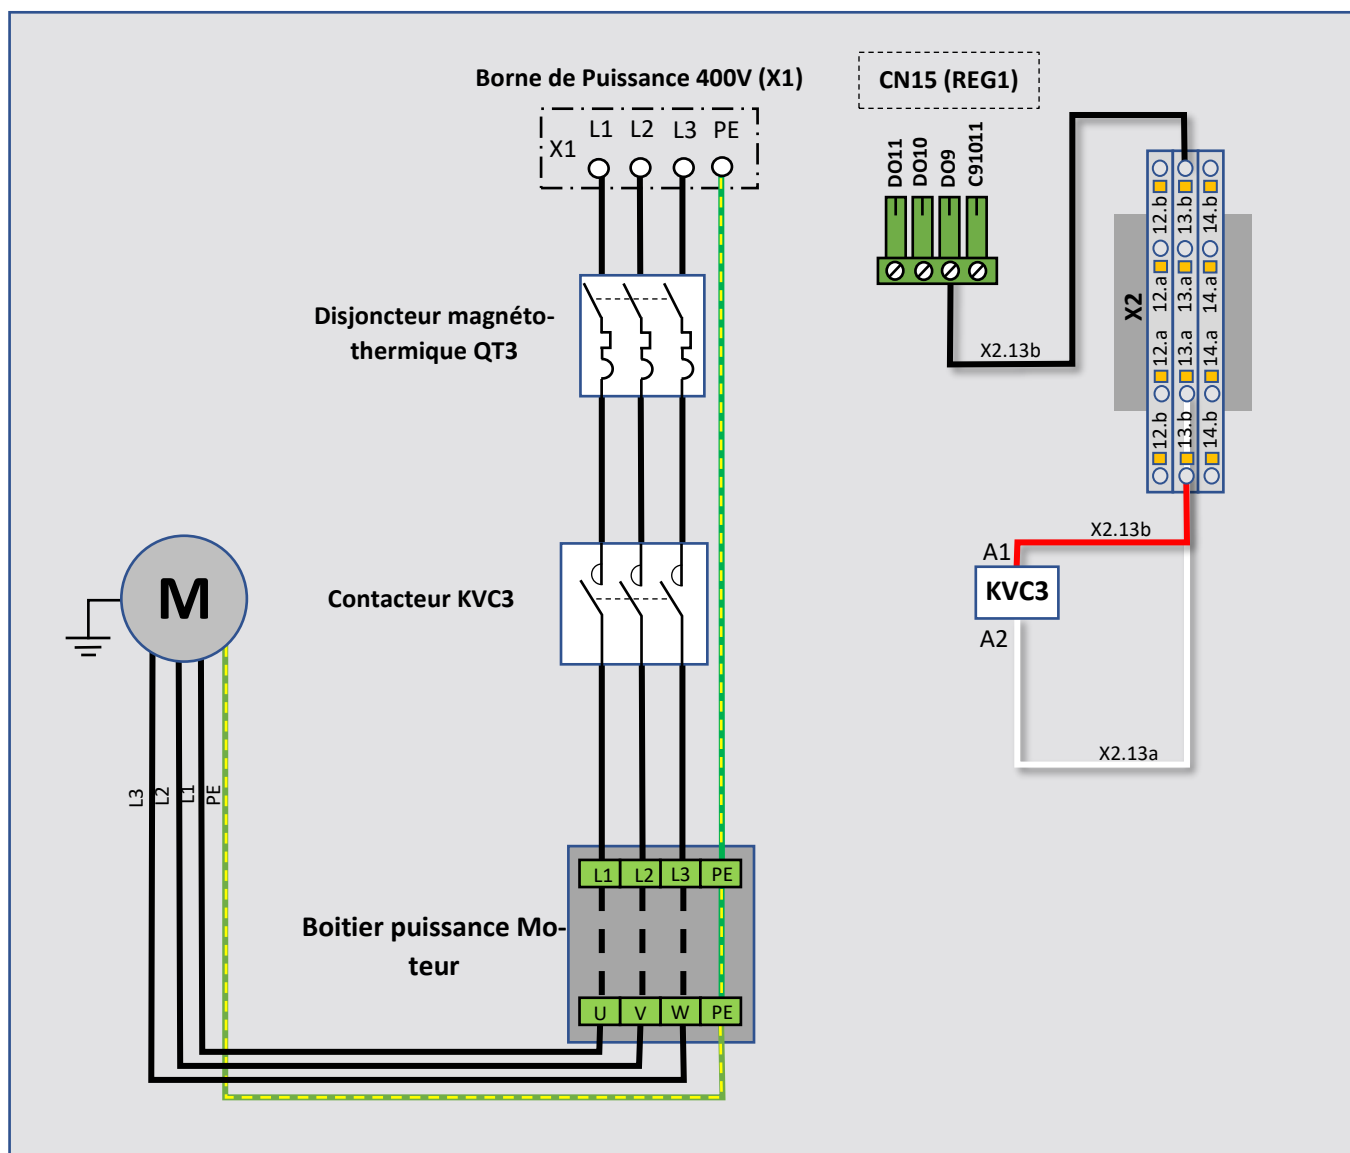 Borne de Puissance 400V (X1)
X1
L1 L2 L3 PE
CN15 (REG1)
DO11
DO10
DO9
C91011
X2.13b
X2
12.b 13.b 14.b
12.a 13.a 14.a
12.a 13.a 14.a
12.b 13.b 14.b
Disjoncteur magnéto-
thermique QT3
X2.13b
A1
KVC3
A2
X2.13a
Contacteur KVC3
M
L3
L2
L1
PE
L1 L2 L3 PE
Boitier puissance Mo-
teur
U V W PE